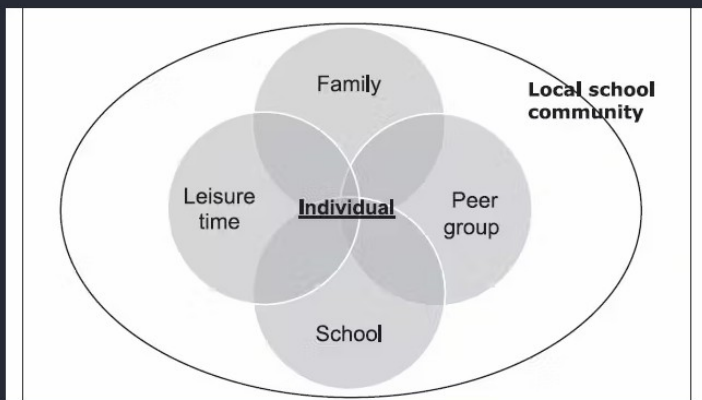 Family
Local school
community
Leisure
time
Individual
Peer
group
School